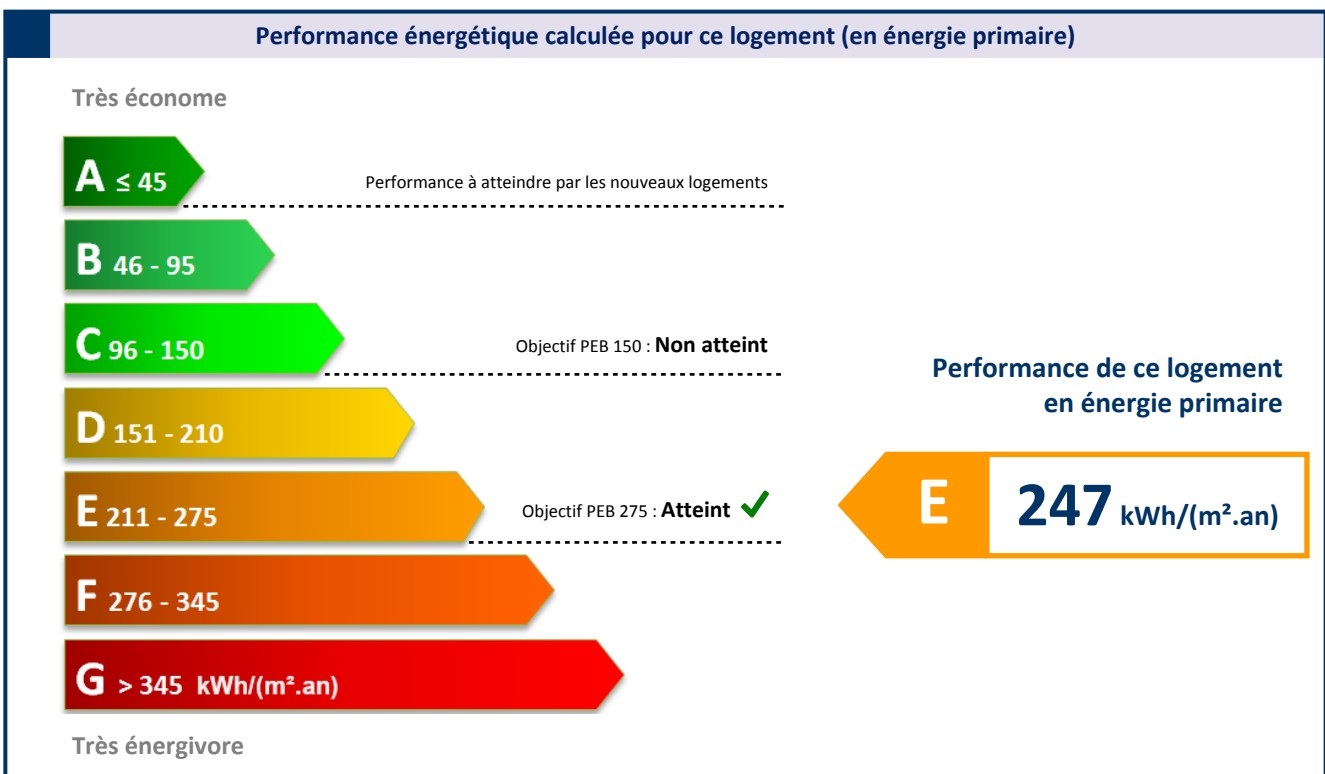 Performance énergétique calculée pour ce logement (en énergie primaire)
Très économe
A ≤ 45
Performance à atteindre par les nouveaux logements
B 46 - 95
C 96 - 150
Objectif PEB 150 : Non atteint
Performance de ce logement
en énergie primaire
D 151 - 210
E 211 - 275
Objectif PEB 275 : Atteint ✓
E 247 kWh/(m².an)
F 276 - 345
G > 345 kWh/(m².an)
Très énergivore